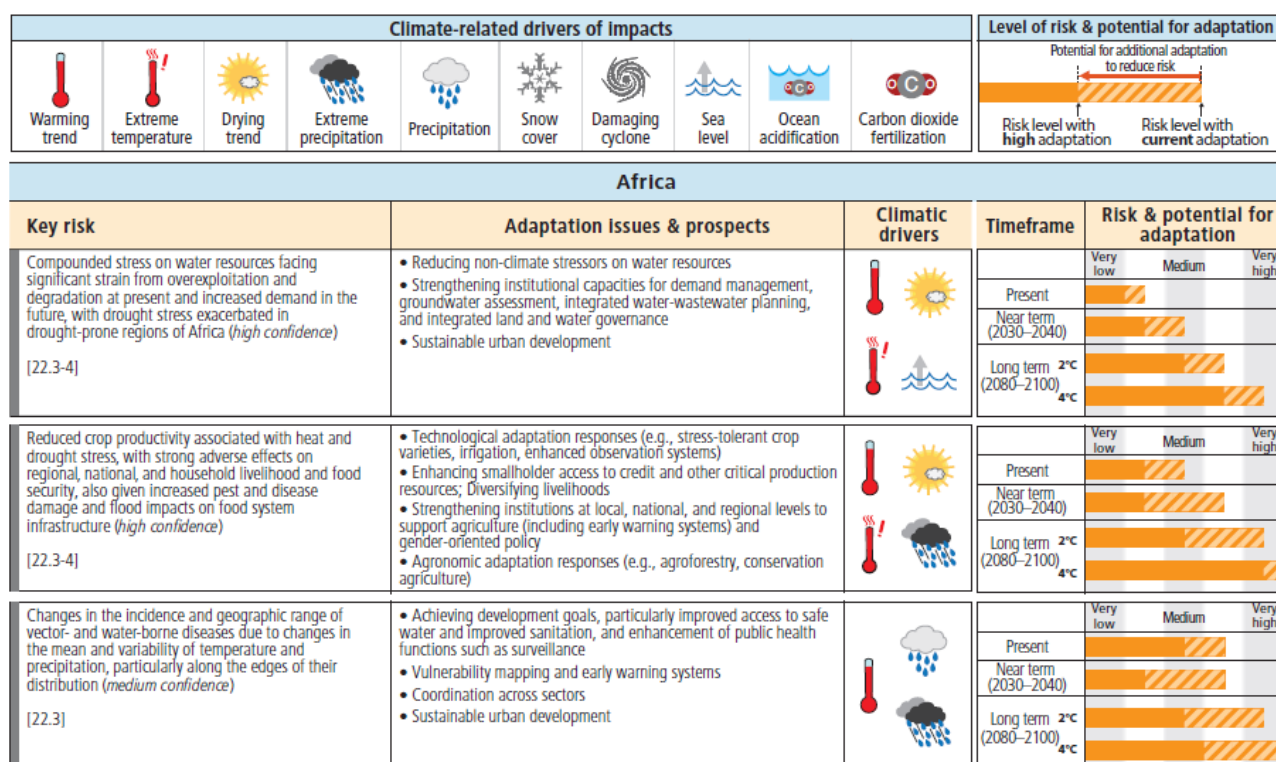 Climate-related drivers of impacts
Warming trend
Extreme temperature
Drying trend
Extreme precipitation
Precipitation
Snow cover
Damaging cyclone
Sea level
Ocean acidification
Carbon dioxide fertilization
Level of risk & potential for adaptation
Potential for additional adaptation
to reduce risk
Risk level with
high adaptation
Risk level with
current adaptation
Africa
Key risk
Adaptation issues & prospects
Climatic drivers
Timeframe
Risk & potential for adaptation
Compounded stress on water resources facing
significant strain from overexploitation and
degradation at present and increased demand in the
future, with drought stress exacerbated in
drought-prone regions of Africa (high confidence)
[22.3-4]
• Reducing non-climate stressors on water resources
• Strengthening institutional capacities for demand management,
groundwater assessment, integrated water-wastewater planning,
and integrated land and water governance
• Sustainable urban development
Very low
Medium
Very high
Present
Near term
(2030–2040)
Long term 2°C
(2080–2100)
4°C
Reduced crop productivity associated with heat and
drought stress, with strong adverse effects on
regional, national, and household livelihood and food
security, also given increased pest and disease
damage and flood impacts on food system
infrastructure (high confidence)
[22.3-4]
• Technological adaptation responses (e.g., stress-tolerant crop
varieties, irrigation, enhanced observation systems)
• Enhancing smallholder access to credit and other critical production
resources; Diversifying livelihoods
• Strengthening institutions at local, national, and regional levels to
support agriculture (including early warning systems) and
gender-oriented policy
• Agronomic adaptation responses (e.g., agroforestry, conservation
agriculture)
Very low
Medium
Very high
Present
Near term
(2030–2040)
Long term 2°C
(2080–2100)
4°C
Changes in the incidence and geographic range of
vector- and water-borne diseases due to changes in
the mean and variability of temperature and
precipitation, particularly along the edges of their
distribution (medium confidence)
[22.3]
• Achieving development goals, particularly improved access to safe
water and improved sanitation, and enhancement of public health
functions such as surveillance
• Vulnerability mapping and early warning systems
• Coordination across sectors
• Sustainable urban development
Very low
Medium
Very high
Present
Near term
(2030–2040)
Long term 2°C
(2080–2100)
4°C